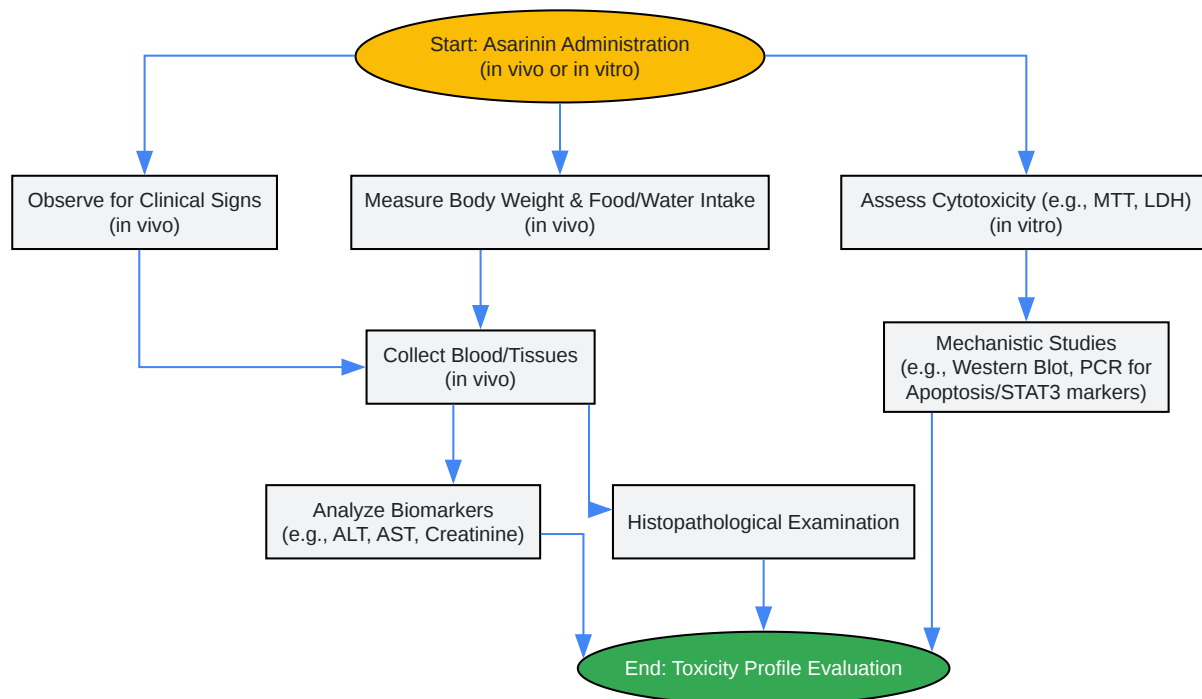 Start: Asarinin Administration
(in vivo or in vitro)
Observe for Clinical Signs
(in vivo)
Measure Body Weight & Food/Water Intake
(in vivo)
Assess Cytotoxicity (e.g., MTT, LDH)
(in vitro)
Collect Blood/Tissues
(in vivo)
Mechanistic Studies
(e.g., Western Blot, PCR for
Apoptosis/STAT3 markers)
Analyze Biomarkers
(e.g., ALT, AST, Creatinine)
Histopathological Examination
End: Toxicity Profile Evaluation